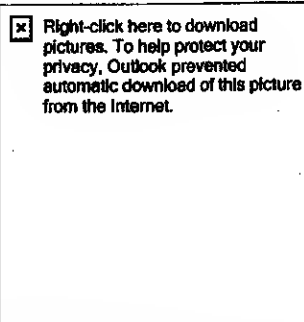 Right-click here to download
pictures. To help protect your
privacy, Outlook prevented
automatic download of this picture
from the Internet.